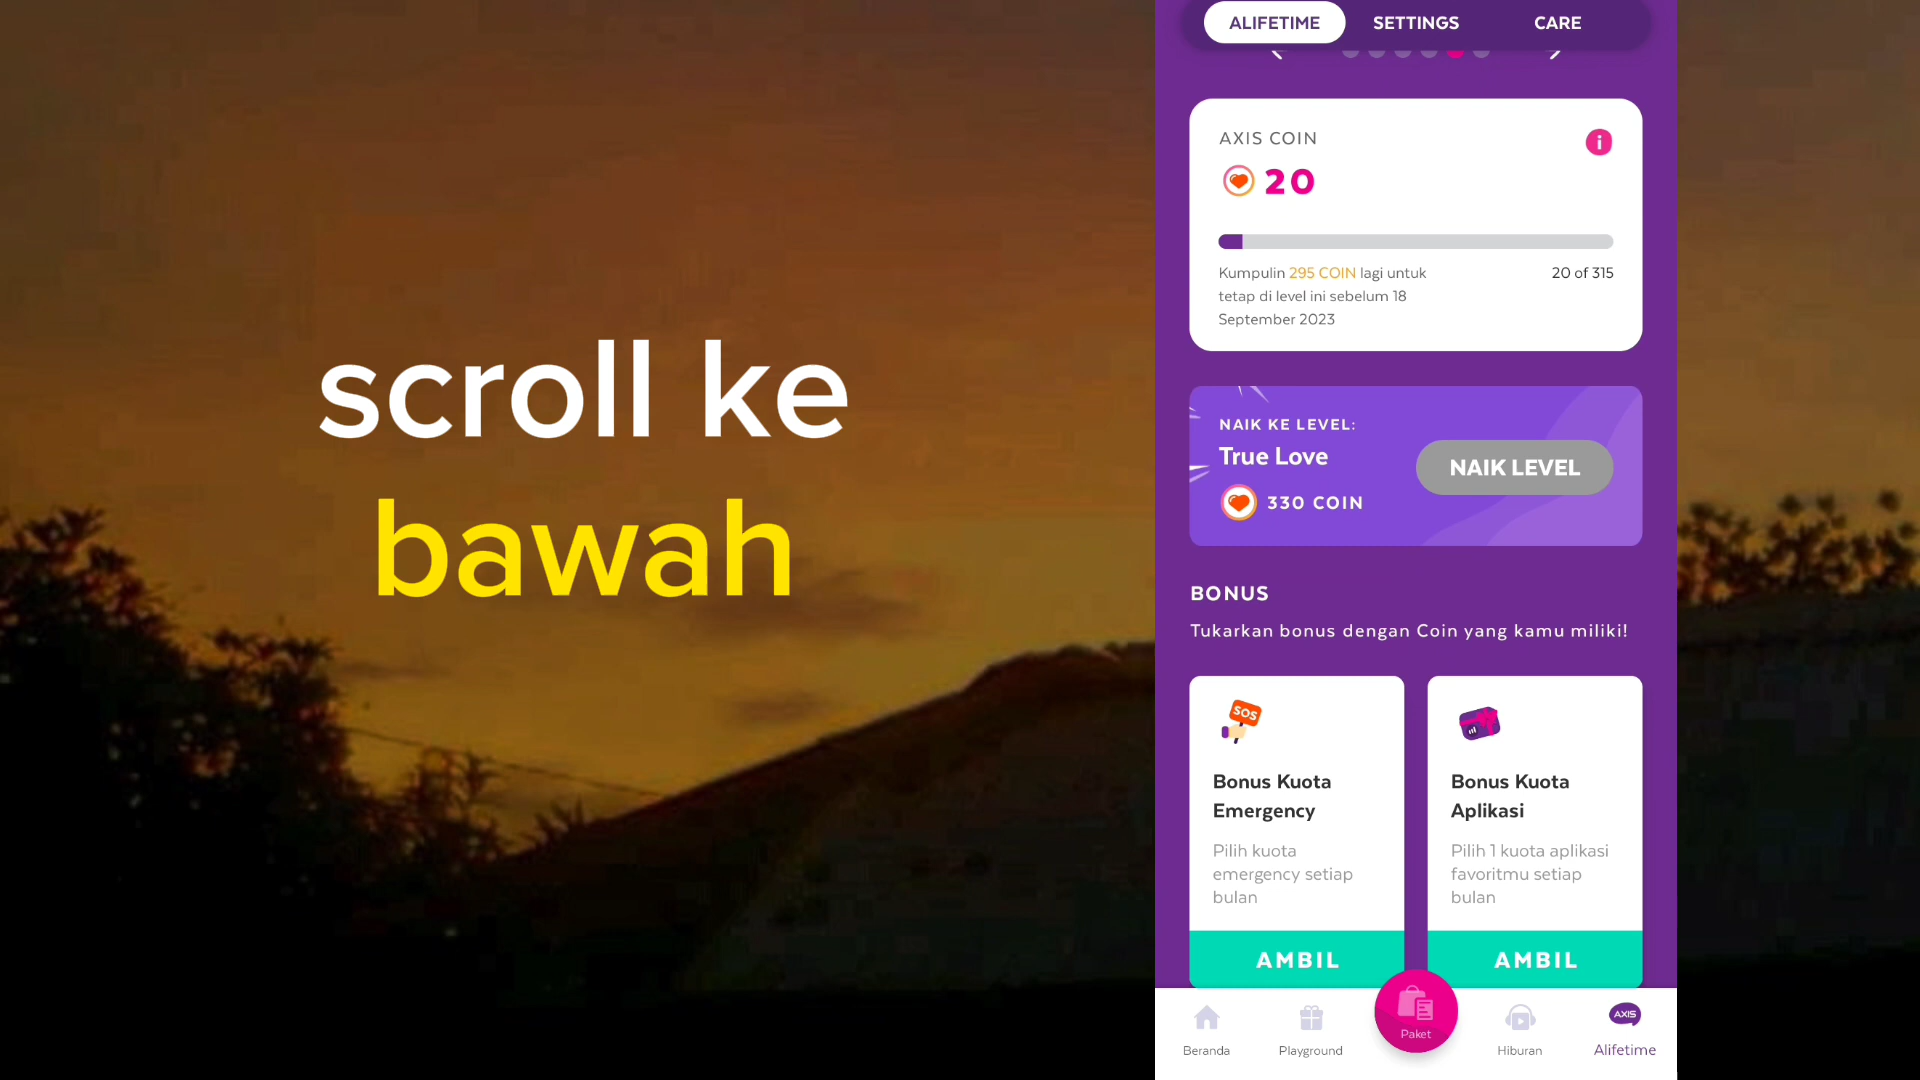 scroll ke
bawah
ALIFETIME SETTINGS CARE
AXIS COIN
20
Kumpulin 295 COIN lagi untuk
tetap di level ini sebelum 18
September 2023
20 of 315
NAIK KE LEVEL:
True Love
330 COIN
NAIK LEVEL
BONUS
Tukarkan bonus dengan Coin yang kamu miliki!
SOS
Bonus Kuota
Emergency
Pilih kuota
emergency setiap
bulan
AMBIL
Bonus Kuota
Aplikasi
Pilih 1 kuota aplikasi
favoritmu setiap
bulan
AMBIL
Beranda
Playground
Paket
Hiburan
AXIS
Alifetime